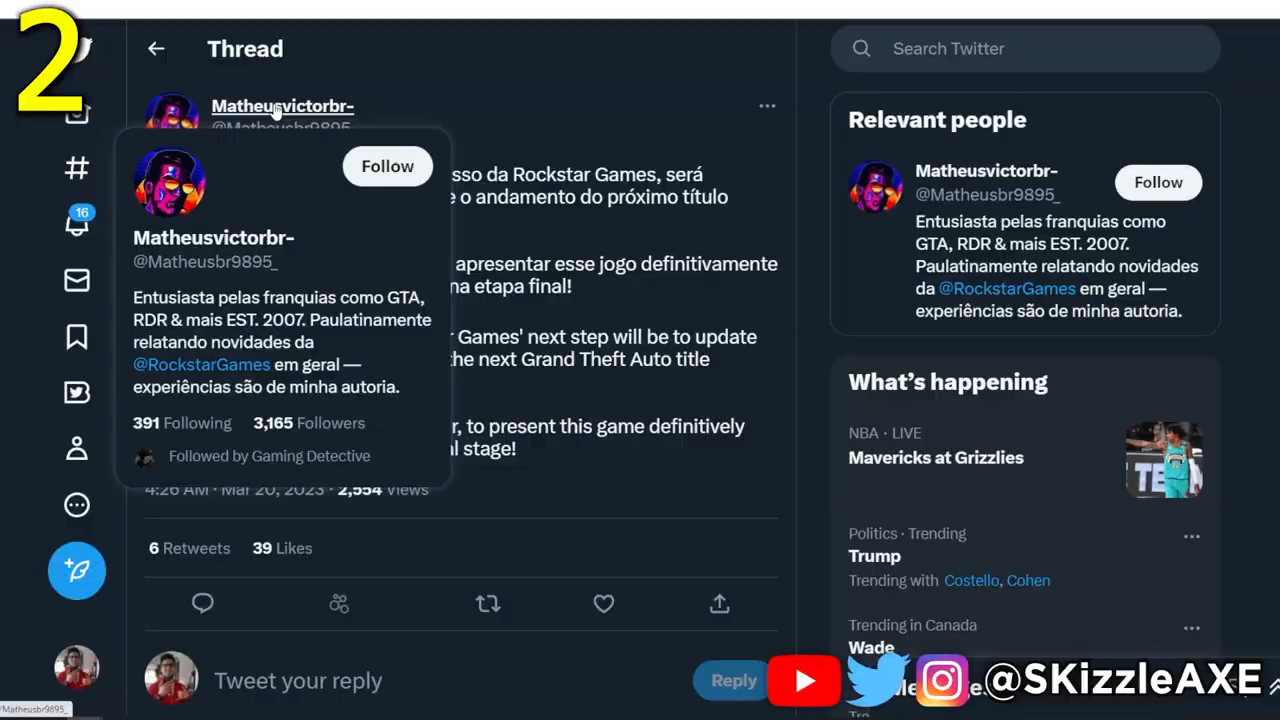 2
Thread
Matheusvictorbr-
@Matheusbr9895_
sso da Rockstar Games, será
e o andamento do próximo título
apresentar esse jogo definitivamente
na etapa final!
r Games' next step will be to update
the next Grand Theft Auto title
r, to present this game definitively
al stage!
Follow
Matheusvictorbr-
@Matheusbr9895_
Entusiasta pelas franquias como GTA,
RDR & mais EST. 2007. Paulatinamente
relatando novidades da
@RockstarGames em geral —
experiências são de minha autoria.
391 Following 3,165 Followers
Followed by Gaming Detective
4:26 AM · Mar 20, 2023 · 2,554 Views
6 Retweets 39 Likes
Tweet your reply
Reply
16
Search Twitter
Relevant people
Matheusvictorbr-
@Matheusbr9895_
Follow
Entusiasta pelas franquias como
GTA, RDR & mais EST. 2007.
Paulatinamente relatando novidades
da @RockstarGames em geral —
experiências são de minha autoria.
What's happening
NBA · LIVE
Mavericks at Grizzlies
Politics · Trending
Trump
Trending with Costello, Cohen
Trending in Canada
Wade
@SKizzleAXE
/Matheusbr9895_